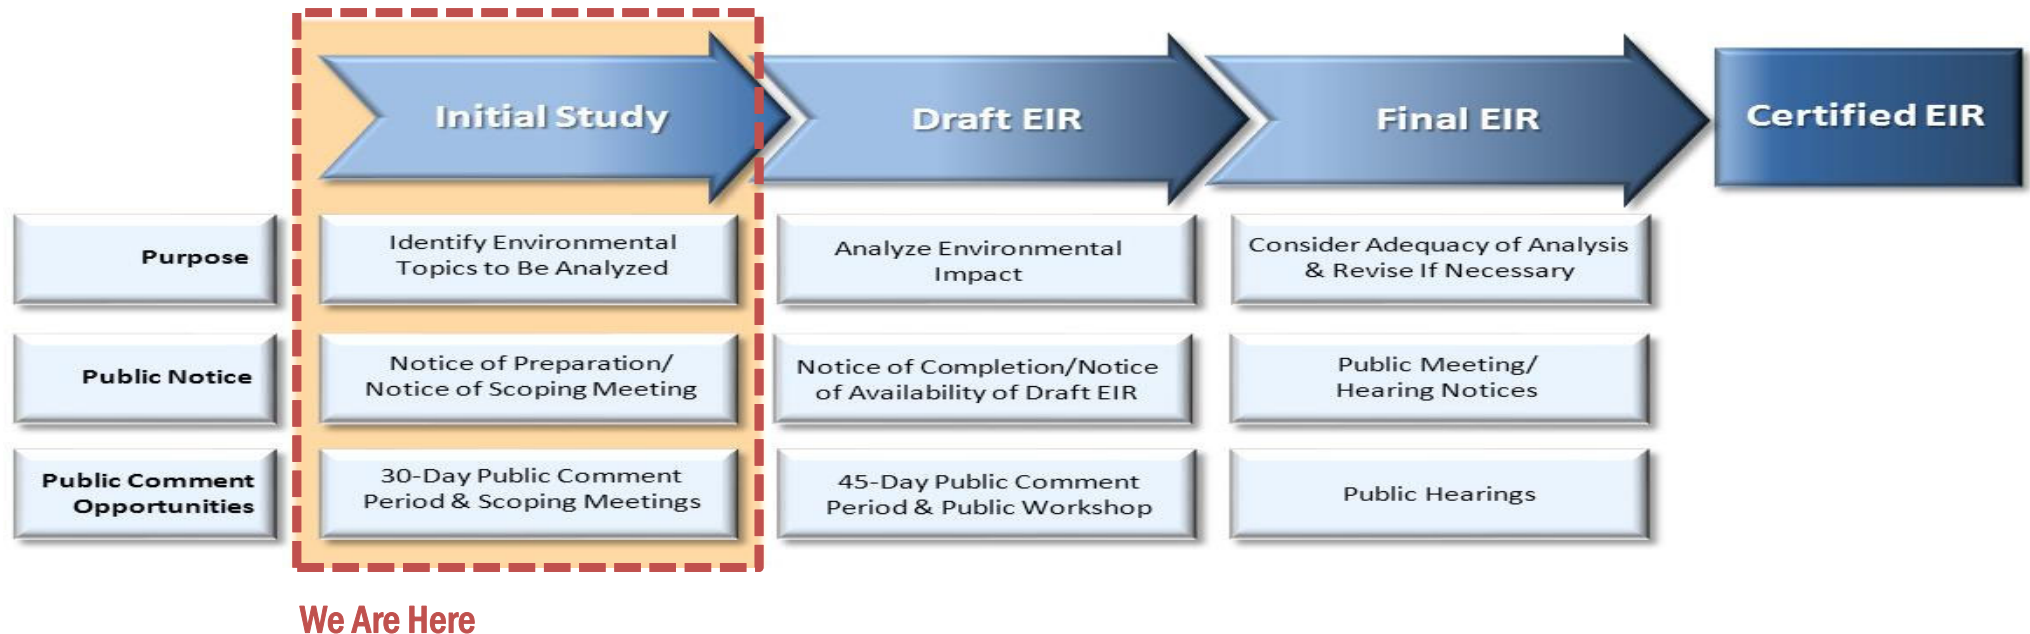 Initial Study
Draft EIR
Final EIR
Certified EIR
Purpose
Identify Environmental
Topics to Be Analyzed
Analyze Environmental
Impact
Consider Adequacy of Analysis
& Revise If Necessary
Public Notice
Notice of Preparation/
Notice of Scoping Meeting
Notice of Completion/Notice
of Availability of Draft EIR
Public Meeting/
Hearing Notices
Public Comment
Opportunities
30-Day Public Comment
Period & Scoping Meetings
45-Day Public Comment
Period & Public Workshop
Public Hearings
We Are Here